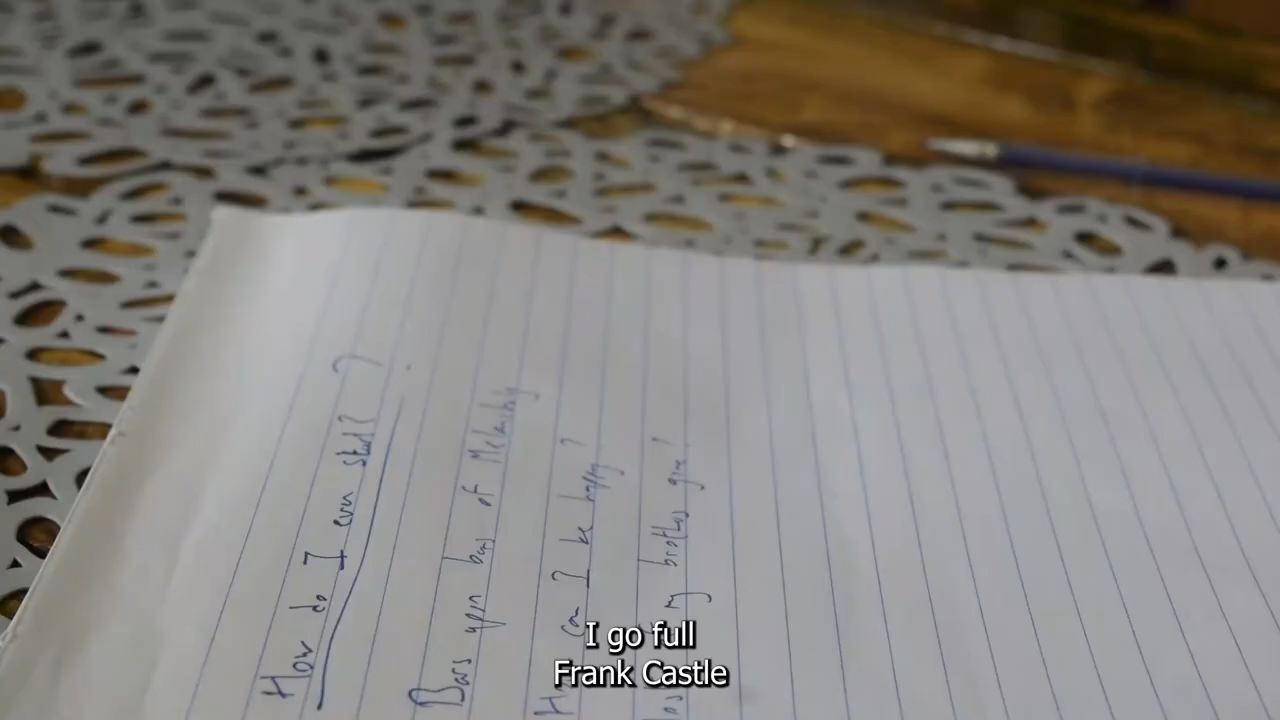 How do I even start?
Bars upon bars of Melancholy
How can I be happy?
my brothers gone?
I go full
Frank Castle